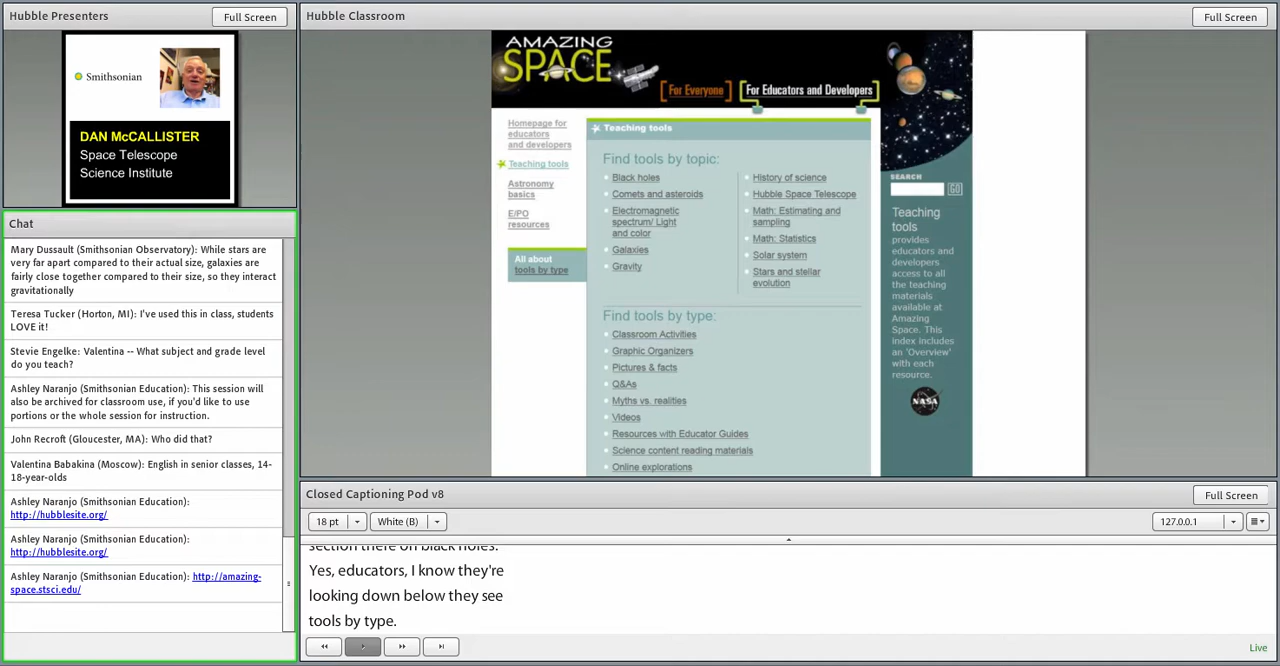 Hubble Presenters
Full Screen
Smithsonian
DAN McCALLISTER
Space Telescope
Science Institute
Chat
Mary Dussault (Smithsonian Observatory): While stars are
very far apart compared to their actual size, galaxies are
fairly close together compared to their size, so they interact
gravitationally
Teresa Tucker (Horton, MI): I've used this in class, students
LOVE it!
Stevie Engelke: Valentina -- What subject and grade level
do you teach?
Ashley Naranjo (Smithsonian Education): This session will
also be archived for classroom use, if you'd like to use
portions or the whole session for instruction.
John Recroft (Gloucester, MA): Who did that?
Valentina Babakina (Moscow): English in senior classes, 14-
18-year-olds
Ashley Naranjo (Smithsonian Education):
http://hubblesite.org/
Ashley Naranjo (Smithsonian Education):
http://hubblesite.org/
Ashley Naranjo (Smithsonian Education): http://amazing-
space.stsci.edu/
Hubble Classroom
Full Screen
AMAZING
SPACE
[For Everyone]
[For Educators and Developers]
Homepage for
educators
and developers
Teaching tools
Astronomy
basics
E/PO
resources
All about
tools by type
Teaching tools
Find tools by topic:
Black holes
Comets and asteroids
Electromagnetic
spectrum/ Light
and color
Galaxies
Gravity
History of science
Hubble Space Telescope
Math: Estimating and
sampling
Math: Statistics
Solar system
Stars and stellar
evolution
Find tools by type:
Classroom Activities
Graphic Organizers
Pictures & facts
Q&As
Myths vs. realities
Videos
Resources with Educator Guides
Science content reading materials
Online explorations
SEARCH
GO
Teaching
tools
provides
educators and
developers
access to all
the teaching
materials
available at
Amazing
Space. This
index includes
an 'Overview'
with each
resource.
NASA
Closed Captioning Pod v8
Full Screen
18 pt
White (B)
127.0.0.1
section there on black holes.
Yes, educators, I know they're
looking down below they see
tools by type.
Live